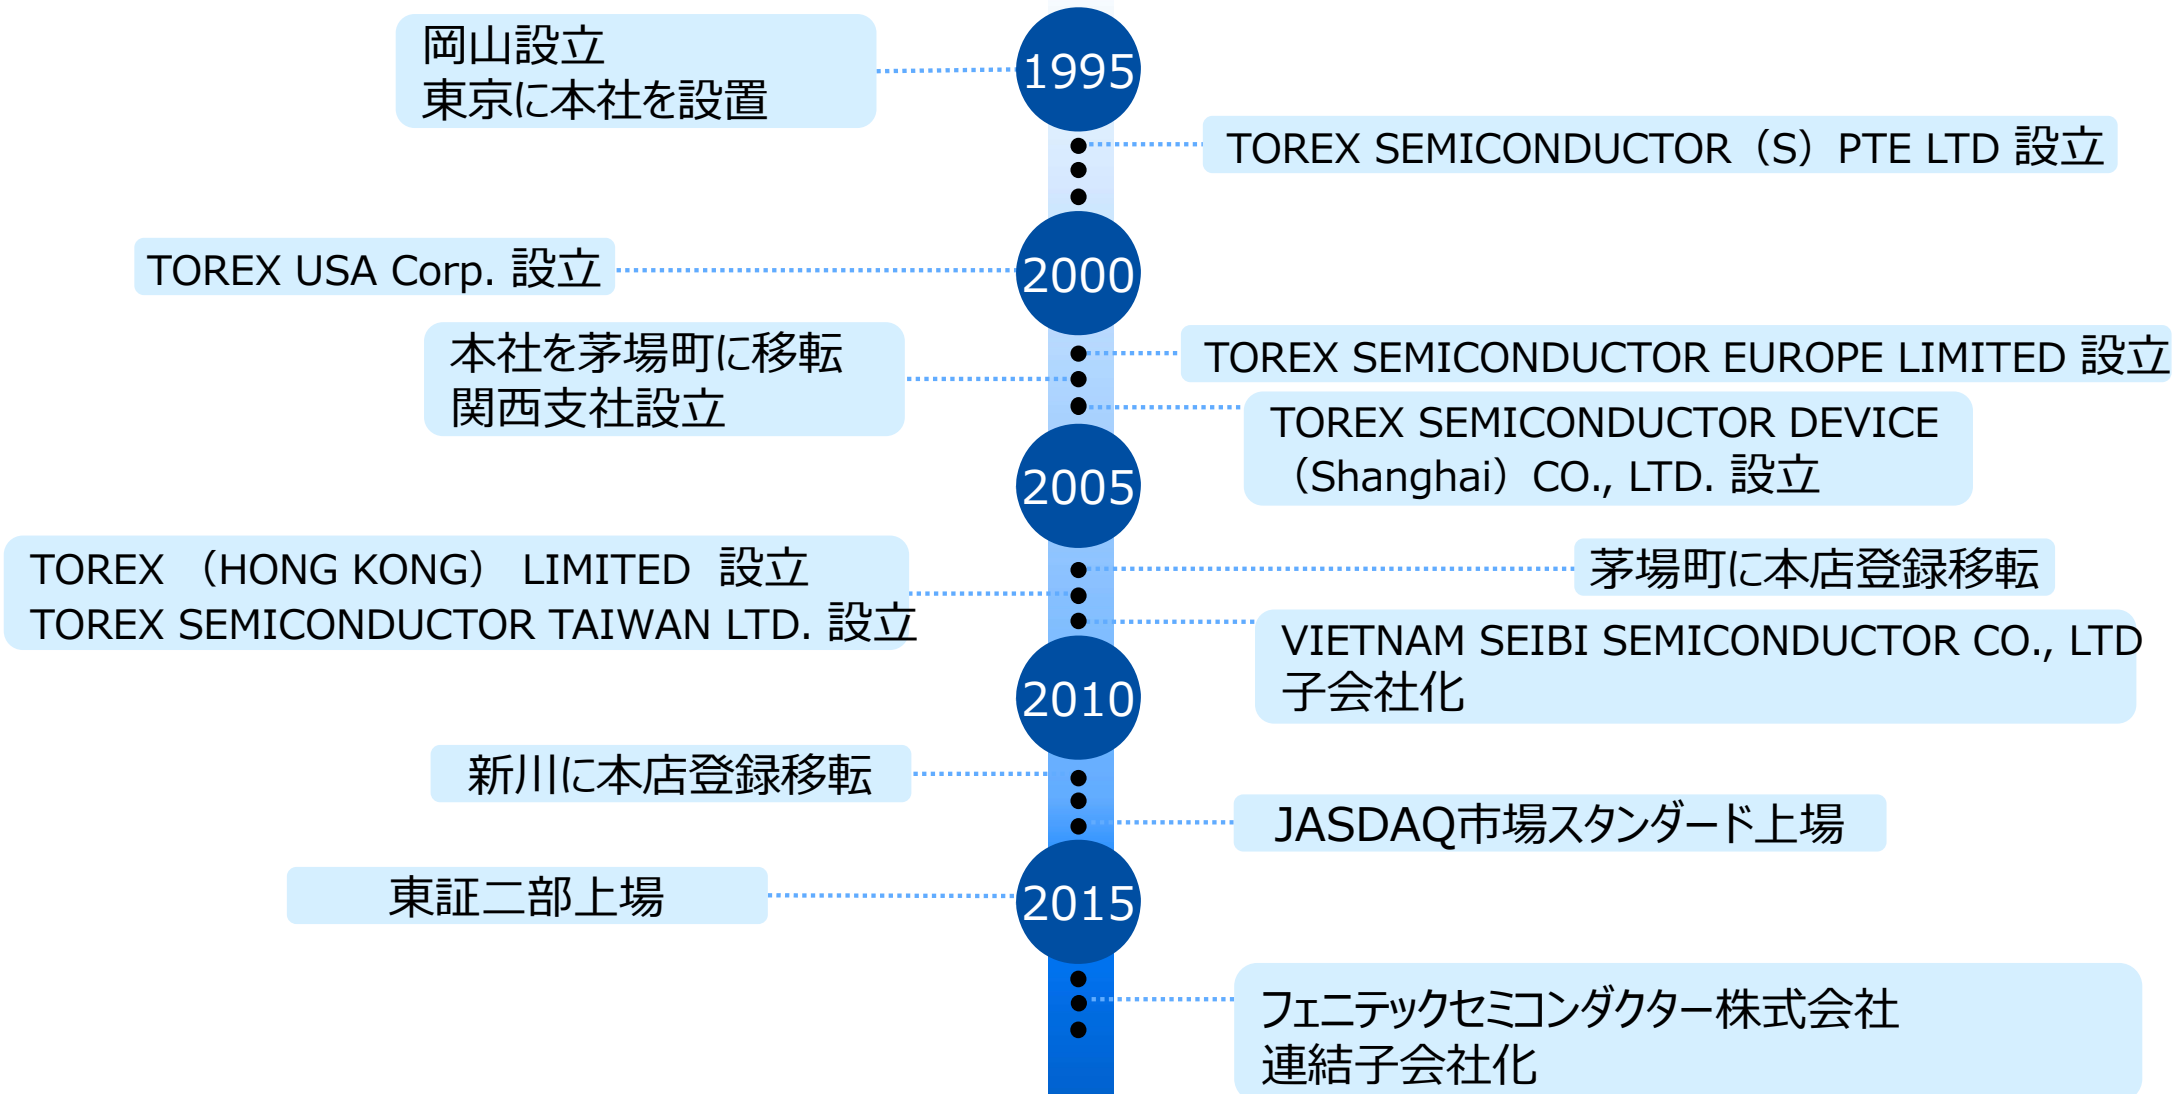 岡山設立
東京に本社を設置
1995
TOREX SEMICONDUCTOR（S）PTE LTD 設立
TOREX USA Corp. 設立
2000
本社を茅場町に移転
関西支社設立
TOREX SEMICONDUCTOR EUROPE LIMITED 設立
TOREX SEMICONDUCTOR DEVICE
（Shanghai）CO., LTD. 設立
2005
TOREX （HONG KONG） LIMITED 設立
TOREX SEMICONDUCTOR TAIWAN LTD. 設立
茅場町に本店登録移転
VIETNAM SEIBI SEMICONDUCTOR CO., LTD
子会社化
2010
新川に本店登録移転
JASDAQ市場スタンダード上場
東証二部上場
2015
フェニテックセミコンダクター株式会社
連結子会社化